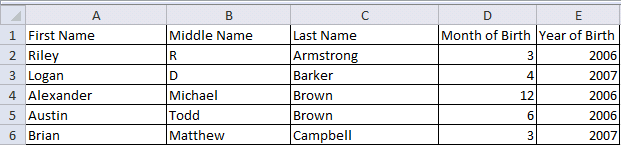 A B C D E
1 First Name Middle Name Last Name Month of Birth Year of Birth
2 Riley R Armstrong 3 2006
3 Logan D Barker 4 2007
4 Alexander Michael Brown 12 2006
5 Austin Todd Brown 6 2006
6 Brian Matthew Campbell 3 2007